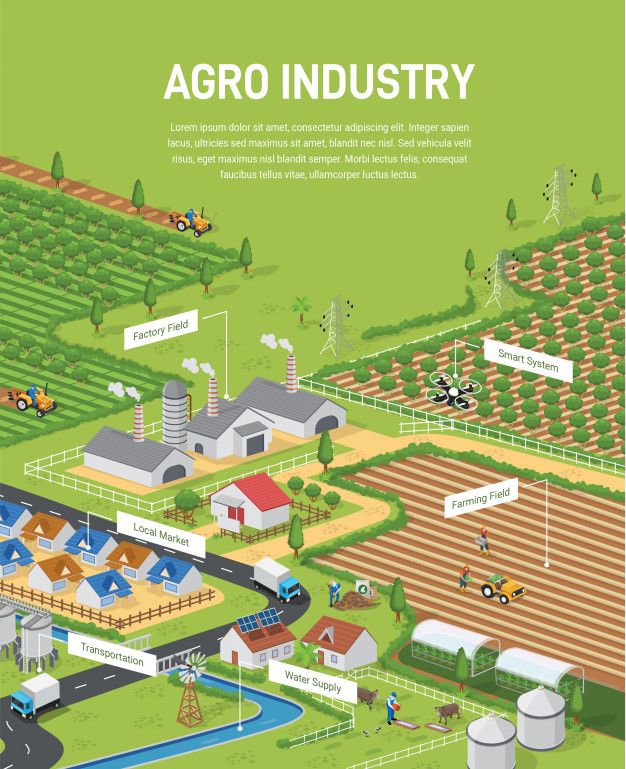 AGRO INDUSTRY
Lorem ipsum dolor sit amet, consectetur adipiscing elit. Integer sapien
lacus, ultricies sed maximus sit amet, blandit nec nisl. Sed vehicula velit
risus, eget maximus nisl blandit semper. Morbi lectus felis, consequat
faucibus tellus vitae, ullamcorper luctus lectus.
Factory Field
Smart System
Farming Field
Local Market
Transportation
Water Supply